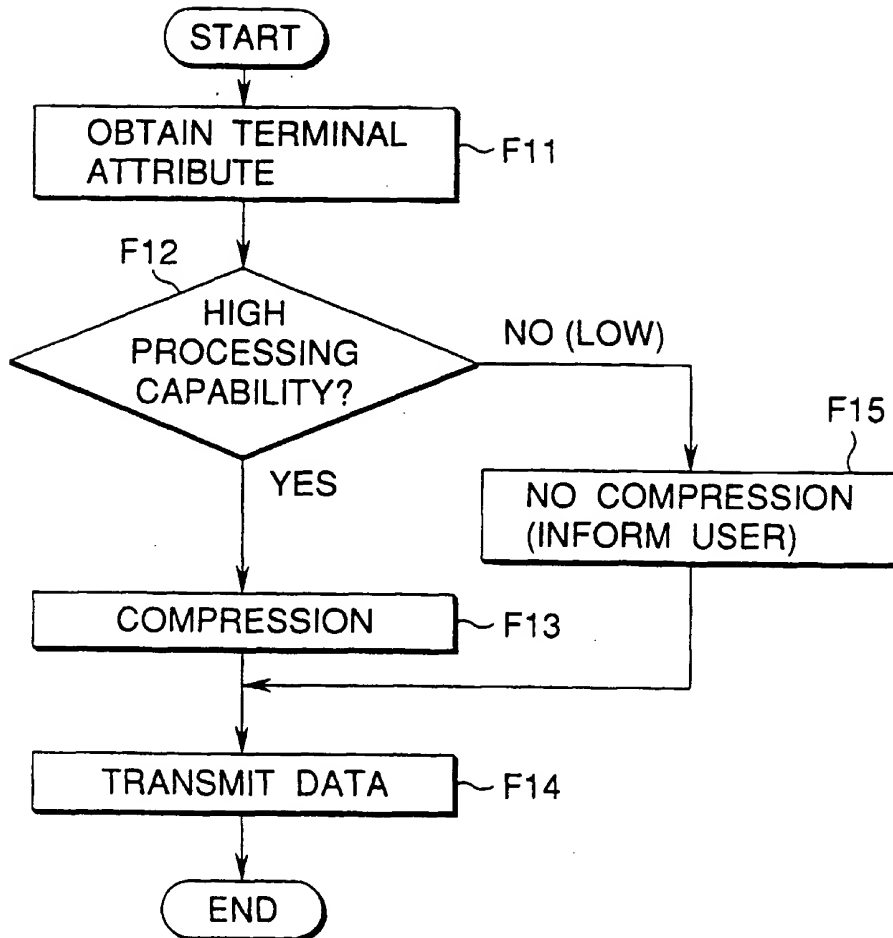 START
OBTAIN TERMINAL
ATTRIBUTE
F11
F12
HIGH
PROCESSING
CAPABILITY?
NO (LOW)
YES
F15
NO COMPRESSION
(INFORM USER)
COMPRESSION
F13
TRANSMIT DATA
F14
END